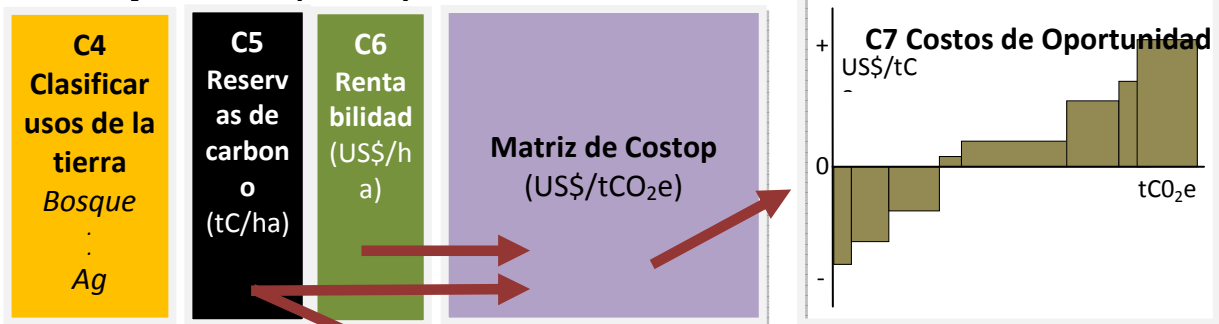 C4
Clasificar
usos de la
tierra
Bosque
.
.
Ag
C5
Reserv
as de
carbon
o
(tC/ha)
C6
Renta
bilidad
(US$/h
a)
Matriz de Costop
(US$/tCO₂e)
C7 Costos de Oportunidad
+
US$/tC
0
tC0₂e
-